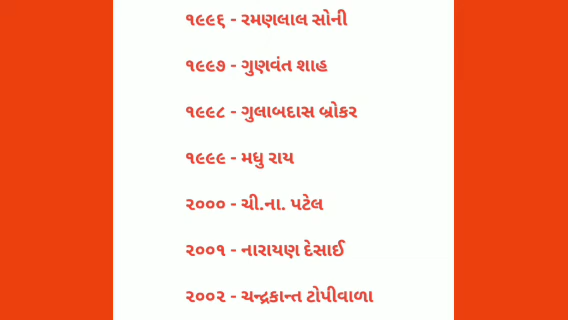 ૧૯૯૬ - રમણલાલ સોની
૧૯૯૭ - ગુણવંત શાહ
૧૯૯૮ - ગુલાબદાસ બ્રોકર
૧૯૯૯ - મધુ રાય
૨૦૦૦ - ચી.ના. પટેલ
૨૦૦૧ - નારાયણ દેસાઈ
૨૦૦૨ - ચન્દ્રકાન્ત ટોપીવાળા